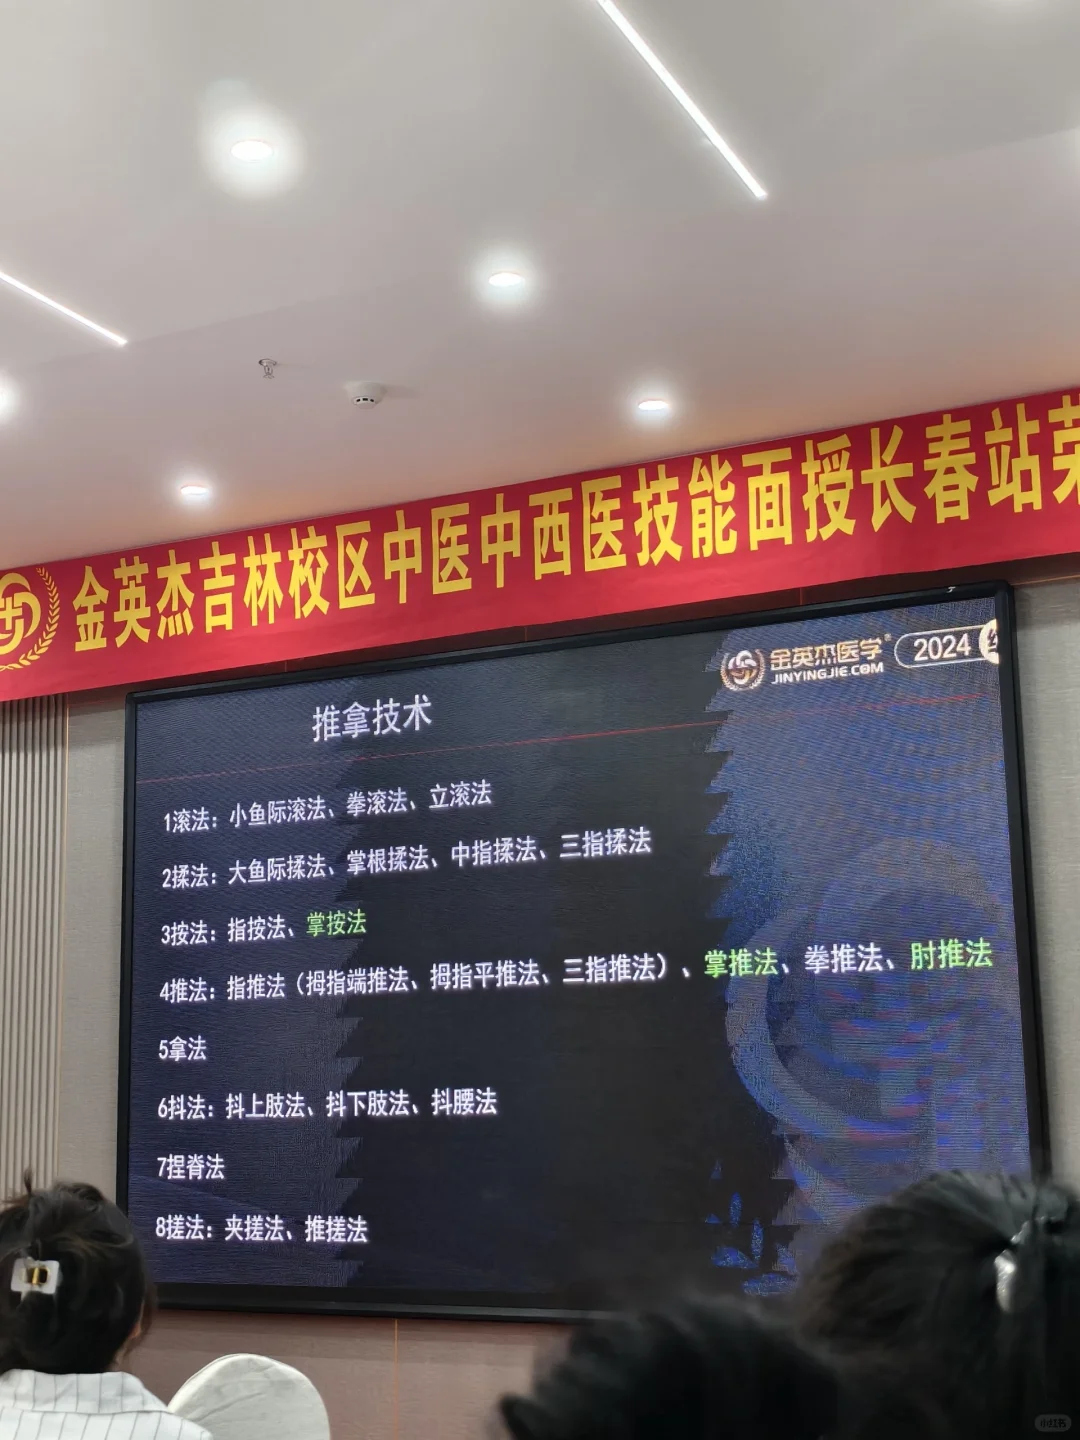 金英杰吉林校区中医中西医技能面授长春站荣
金英杰医学®
JINYINGJIE.COM
2024
推拿技术
1滚法：小鱼际滚法、拳滚法、立滚法
2揉法：大鱼际揉法、掌根揉法、中指揉法、三指揉法
3按法：指按法、掌按法
4推法：指推法（拇指端推法、拇指平推法、三指推法）、掌推法、拳推法、肘推法
5拿法
6抖法：抖上肢法、抖下肢法、抖腰法
7捏脊法
8搓法：夹搓法、推搓法